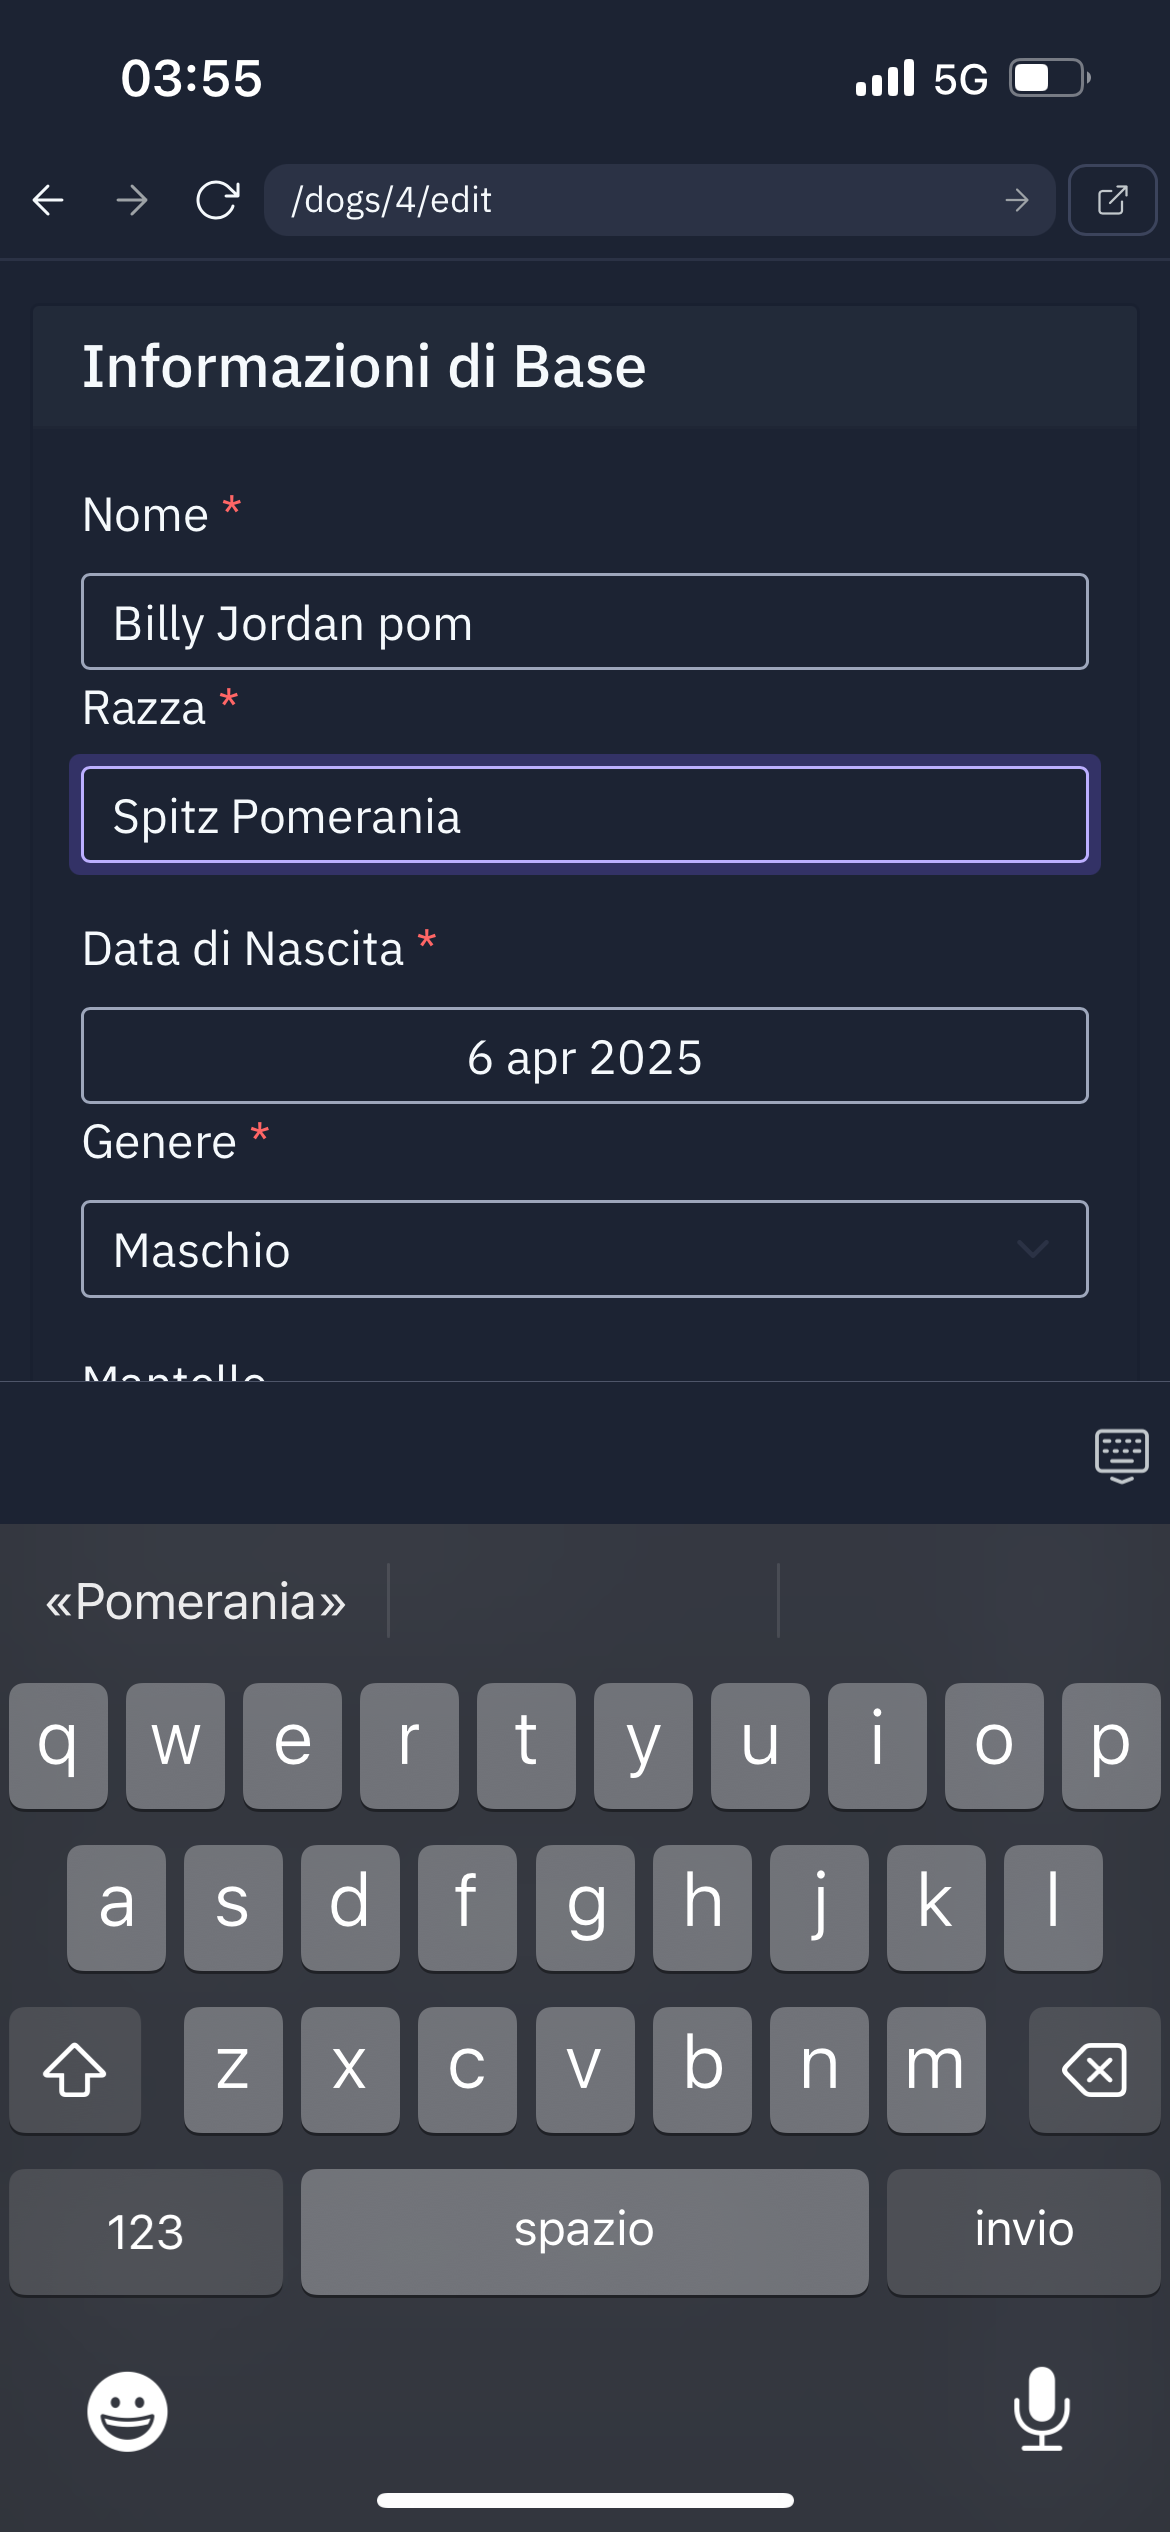 03:55 5G
/dogs/4/edit
Informazioni di Base
Nome *
Billy Jordan pom
Razza *
Spitz Pomerania
Data di Nascita *
6 apr 2025
Genere *
Maschio
Mantello
«Pomerania»
q w e r t y u i o p
a s d f g h j k l
z x c v b n m
123 spazio invio